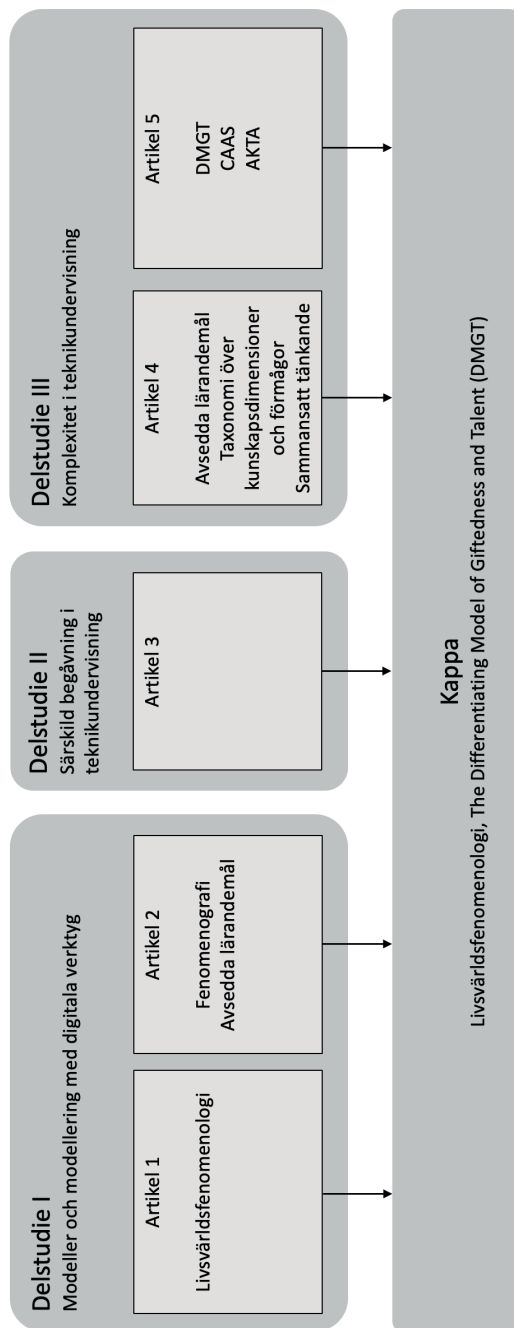 Delstudie I
Modeller och modellering med digitala verktyg
Artikel 1
Livsvärldsfenomenologi
Artikel 2
Fenomenografi
Avsedda lärandemål
Delstudie II
Särskild begåvning i
teknikundervisning
Artikel 3
Delstudie III
Komplexitet i teknikundervisning
Artikel 4
Avsedda lärandemål
Taxonomi över
kunskapsdimensioner
och förmågor
Sammansatt tänkande
Artikel 5
DMGT
CAAS
AKTA
Kappa
Livsvärldsfenomenologi, The Differentiating Model of Giftedness and Talent (DMGT)